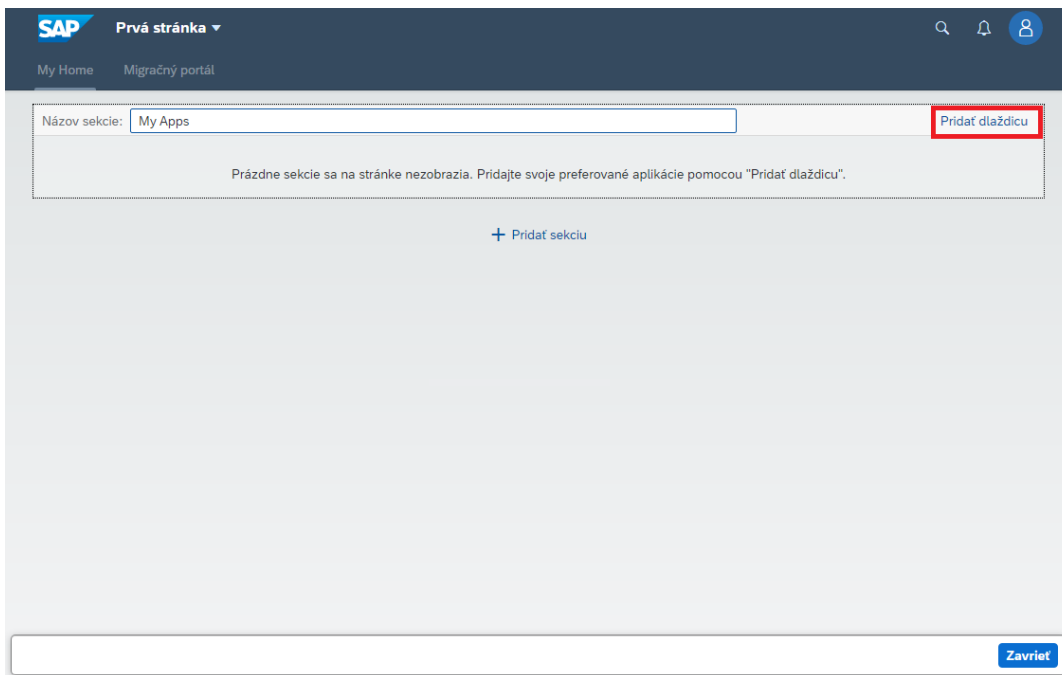 SAP Prvá stránka
My Home Migračný portál
Názov sekcie: My Apps Pridať dlaždicu
Prázdne sekcie sa na stránke nezobrazia. Pridajte svoje preferované aplikácie pomocou "Pridať dlaždicu".
+ Pridať sekciu
Zavrieť